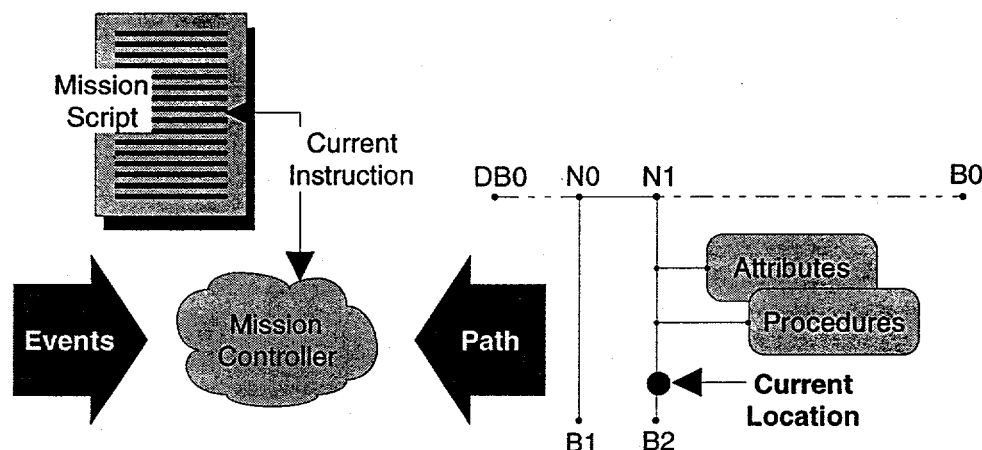 Mission
Script
Current
Instruction
DB0 N0 N1 B0
Attributes
Procedures
Events
Mission
Controller
Path
Current
Location
B1 B2